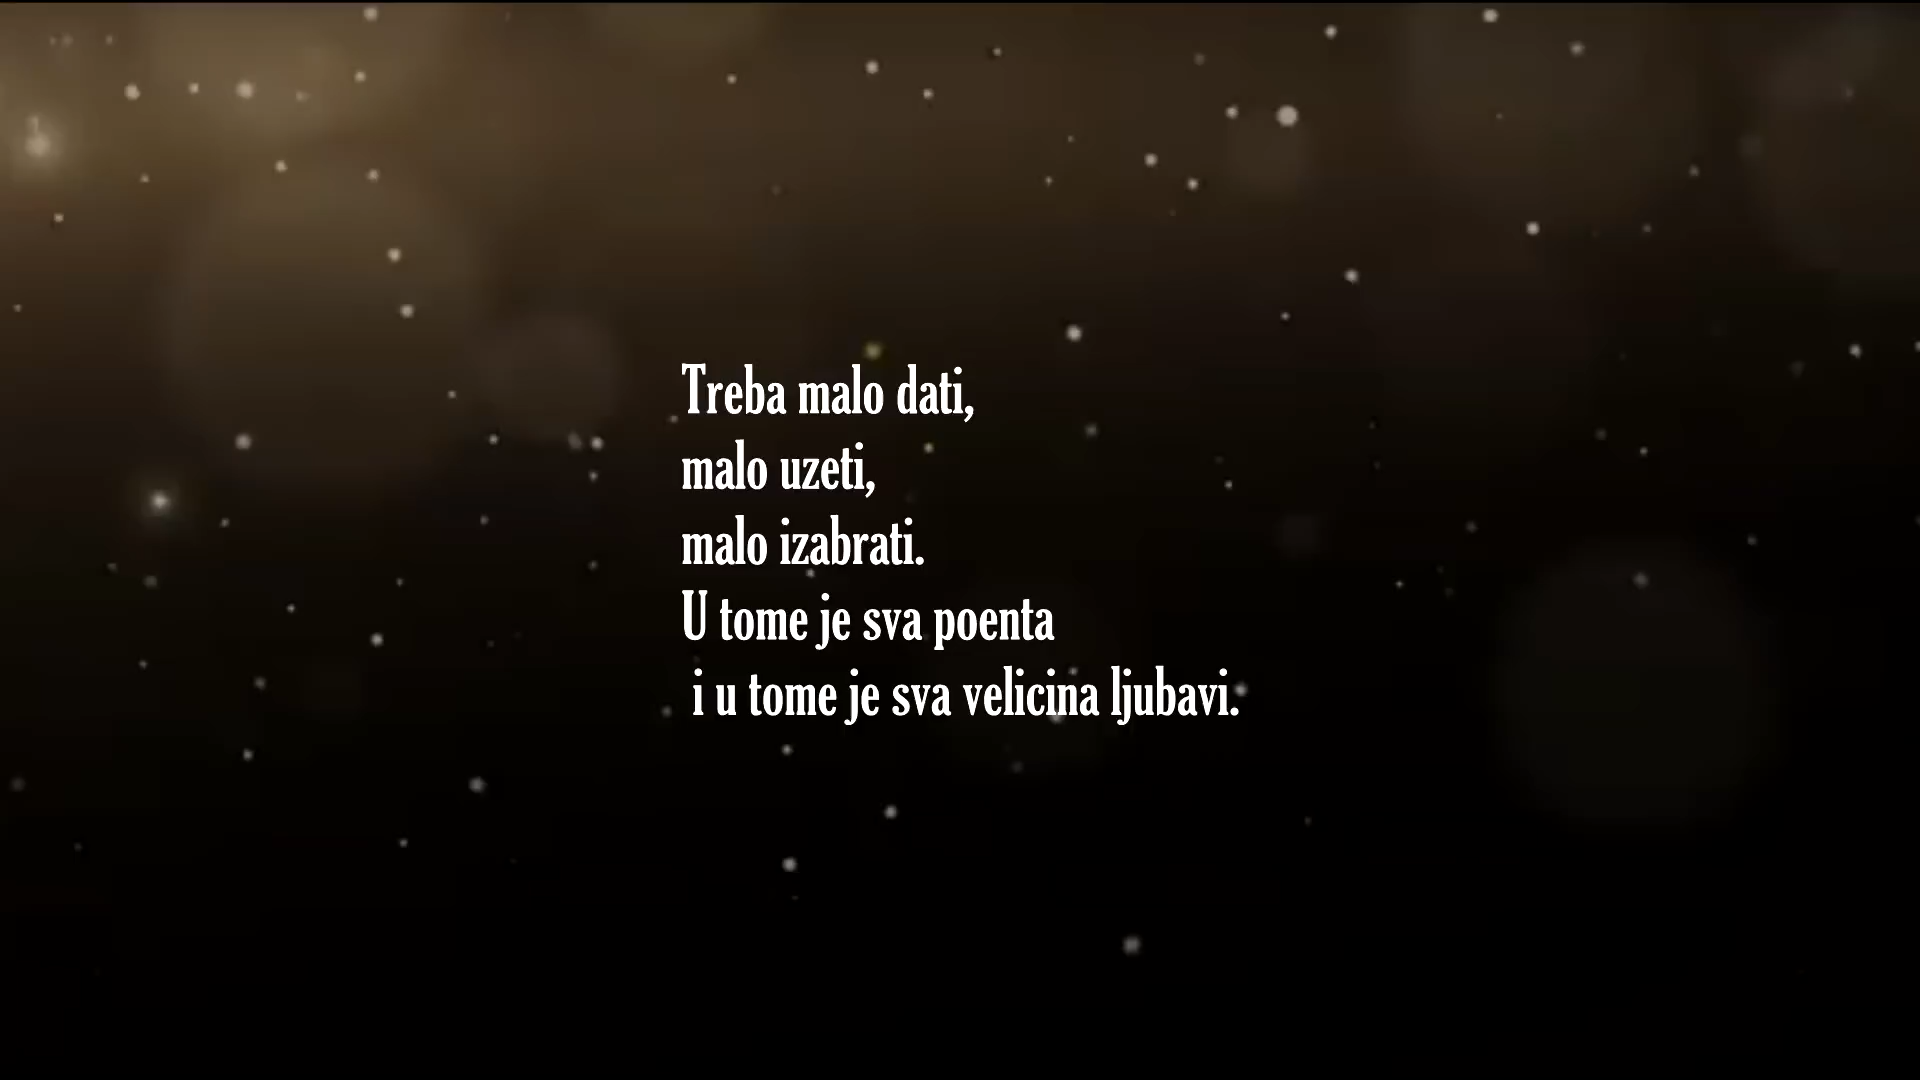 Treba malo dati,
malo uzeti,
malo izabrati.
U tome je sva poenta
i u tome je sva velicina ljubavi.